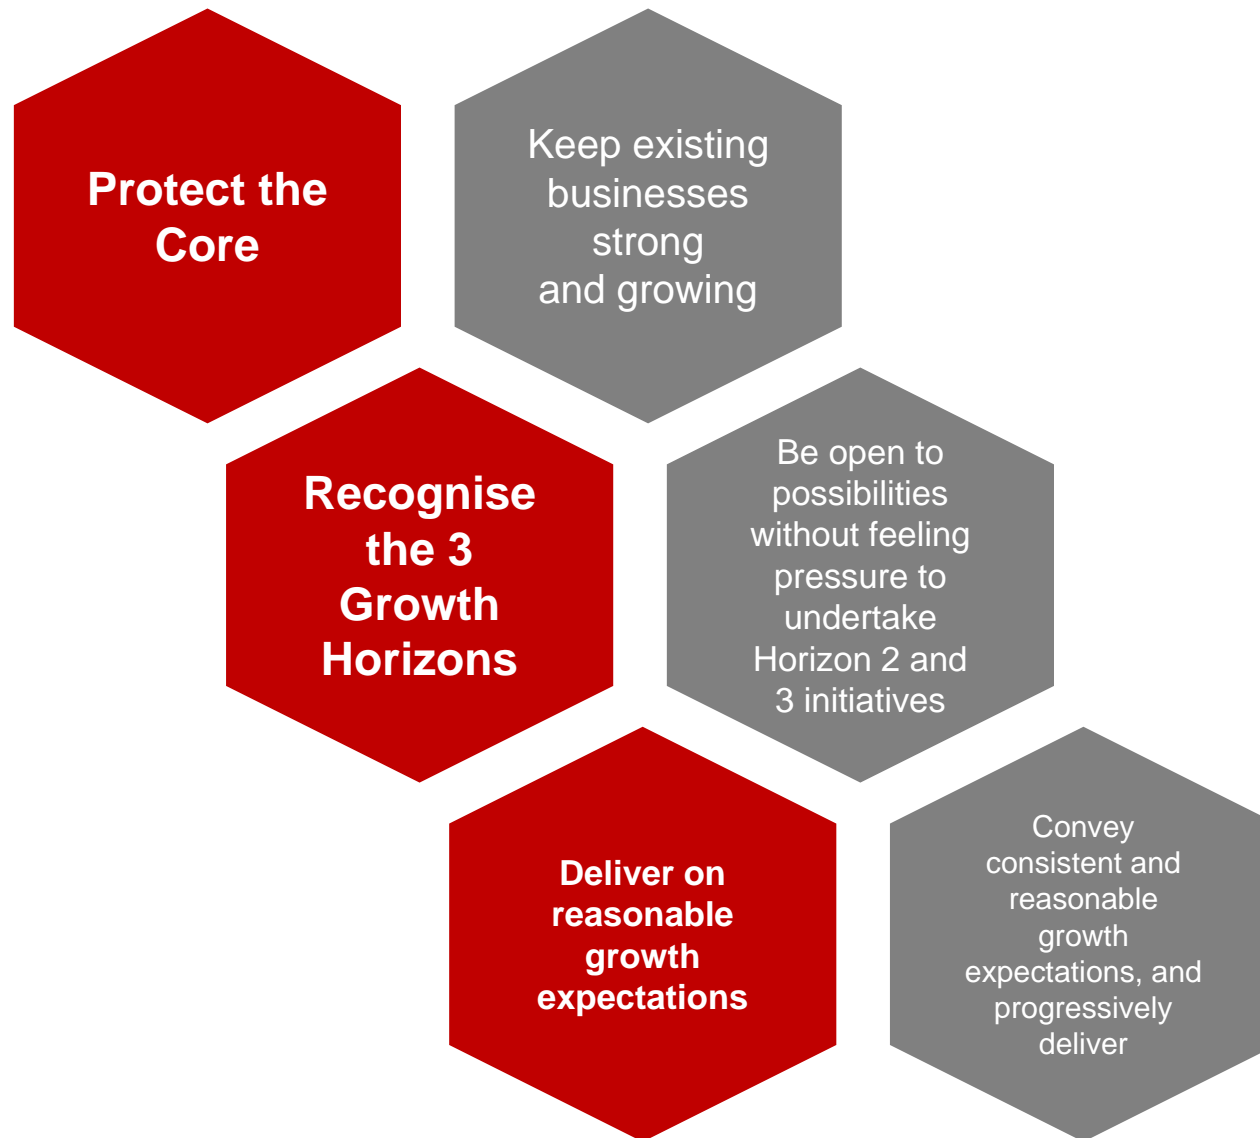 Protect the
Core
Keep existing
businesses
strong
and growing
Recognise
the 3
Growth
Horizons
Be open to
possibilities
without feeling
pressure to
undertake
Horizon 2 and
3 initiatives
Deliver on
reasonable
growth
expectations
Convey
consistent and
reasonable
growth
expectations, and
progressively
deliver